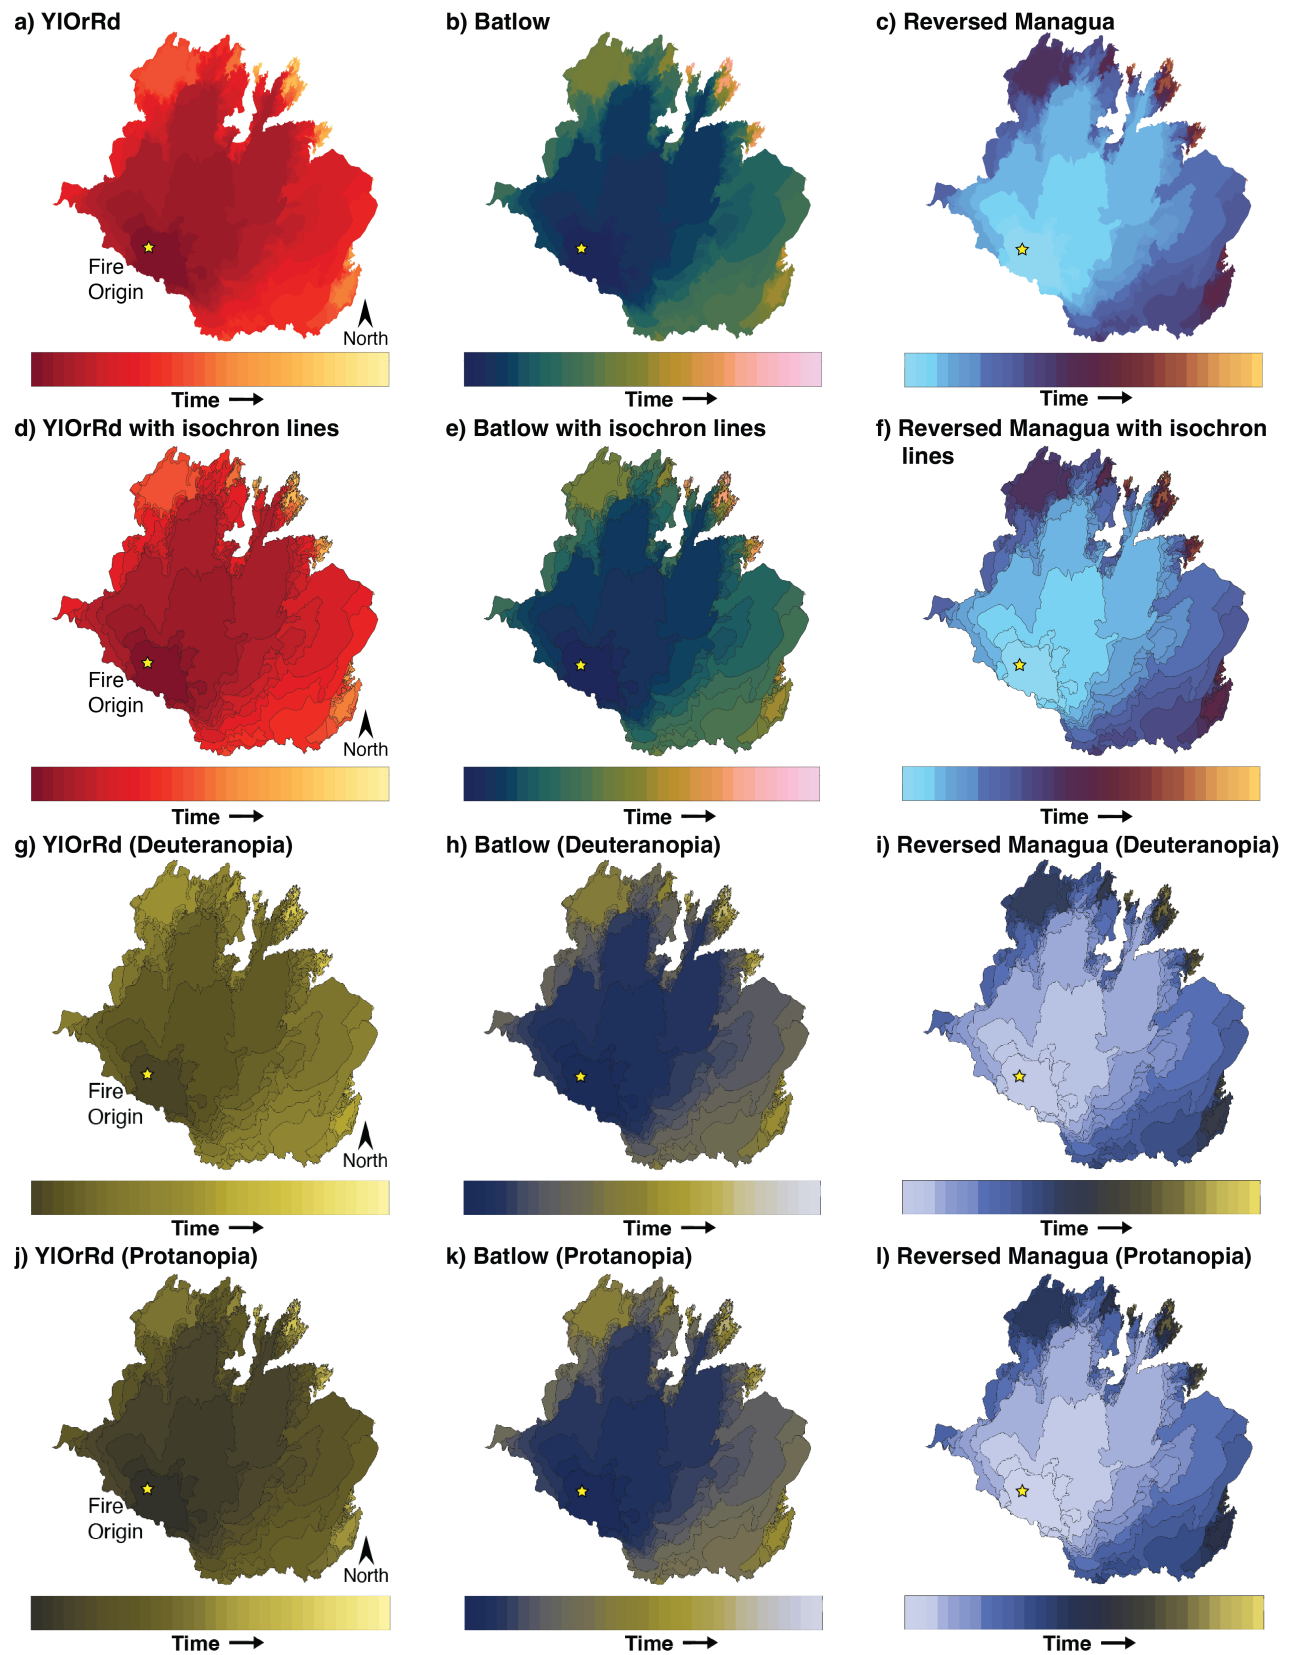 a) YlOrRd
b) Batlow
c) Reversed Managua
Fire
Origin
North
Time
Time
Time
d) YlOrRd with isochron lines
e) Batlow with isochron lines
f) Reversed Managua with isochron
lines
Fire
Origin
North
Time
Time
Time
g) YlOrRd (Deuteranopia)
h) Batlow (Deuteranopia)
i) Reversed Managua (Deuteranopia)
Fire
Origin
North
Time
Time
Time
j) YlOrRd (Protanopia)
k) Batlow (Protanopia)
l) Reversed Managua (Protanopia)
Fire
Origin
North
Time
Time
Time